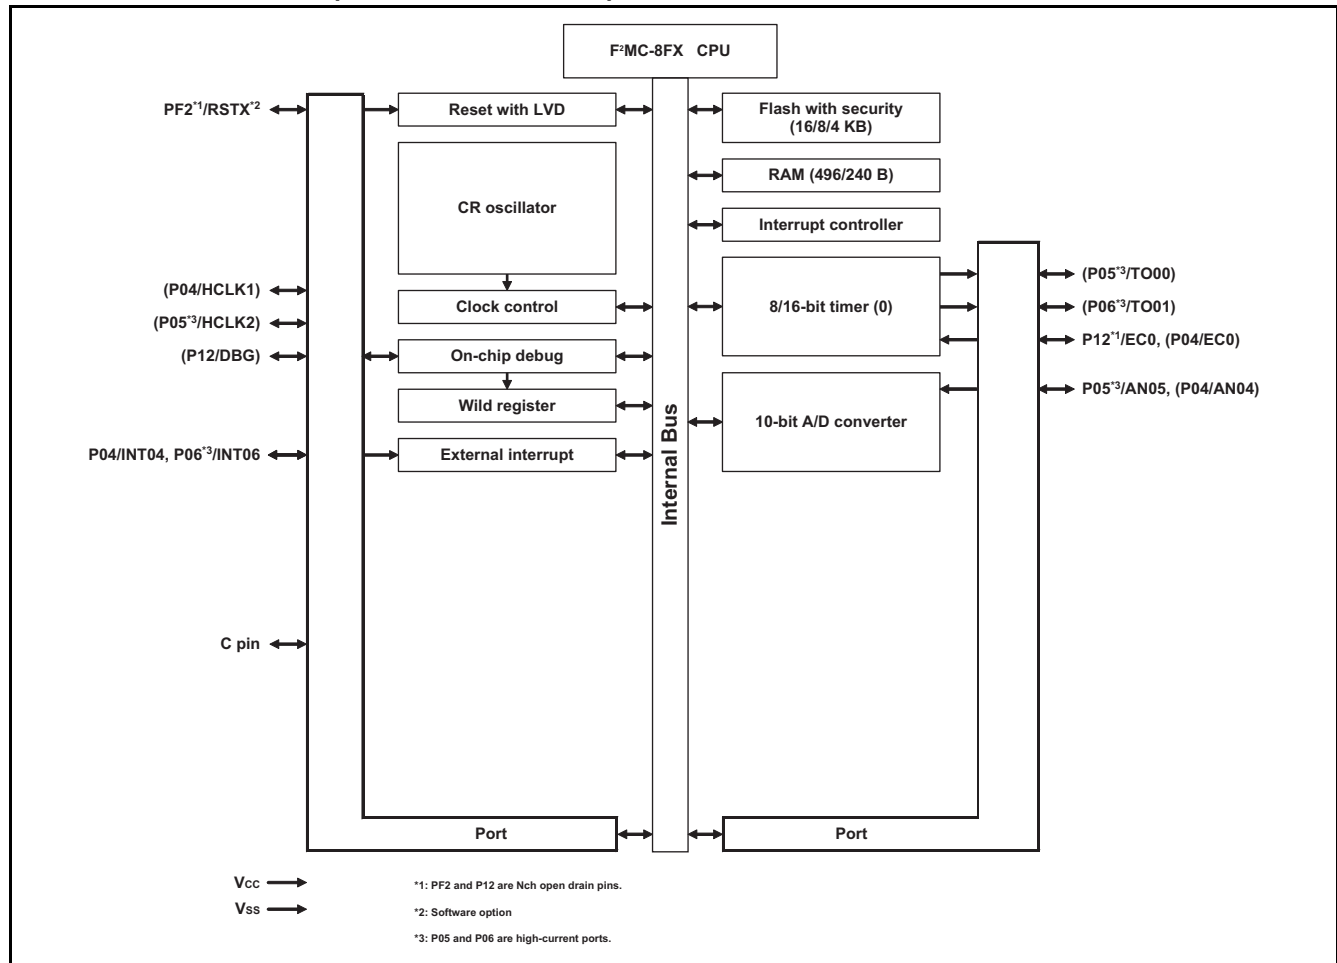 F²MC-8FX CPU
PF2*1/RSTX*2
Reset with LVD
Flash with security
(16/8/4 KB)
RAM (496/240 B)
CR oscillator
Interrupt controller
(P04/HCLK1)
(P05*3/HCLK2)
(P12/DBG)
Clock control
8/16-bit timer (0)
(P05*3/TO00)
(P06*3/TO01)
P12*1/EC0, (P04/EC0)
On-chip debug
P05*3/AN05, (P04/AN04)
Wild register
10-bit A/D converter
P04/INT04, P06*3/INT06
External interrupt
Internal Bus
C pin
Port
Port
Vcc
Vss
*1: PF2 and P12 are Nch open drain pins.
*2: Software option
*3: P05 and P06 are high-current ports.